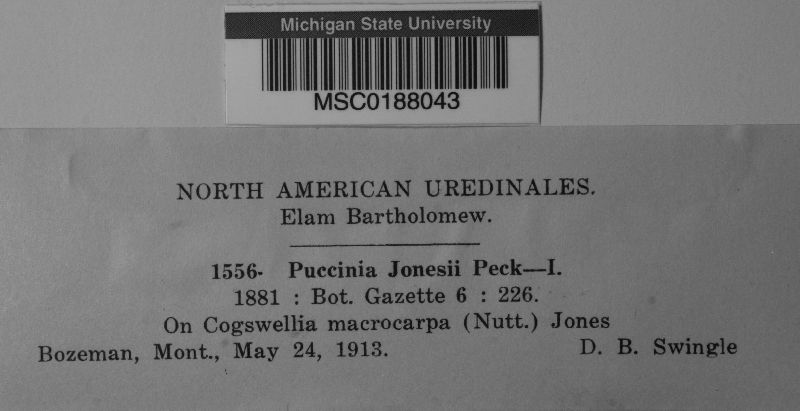 Michigan State University
MSC0188043
NORTH AMERICAN UREDINALES.
Elam Bartholomew.
1556- Puccinia Jonesii Peck—I.
1881 : Bot. Gazette 6 : 226.
On Cogswellia macrocarpa (Nutt.) Jones
Bozeman, Mont., May 24, 1913. D. B. Swingle